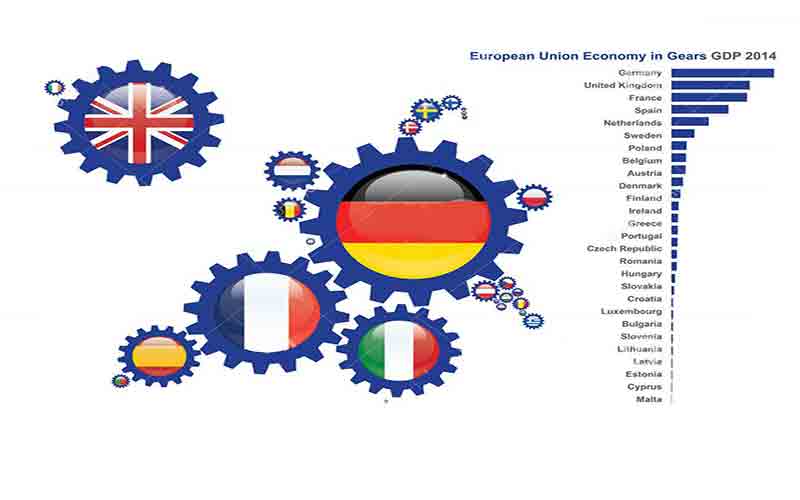 European Union Economy in Gears GDP 2014
Germany
United Kingdom
France
Spain
Netherlands
Sweden
Poland
Belgium
Austria
Denmark
Finland
Ireland
Greece
Portugal
Czech Republic
Romania
Hungary
Slovakia
Croatia
Luxembourg
Bulgaria
Slovenia
Lithuania
Latvia
Estonia
Cyprus
Malta